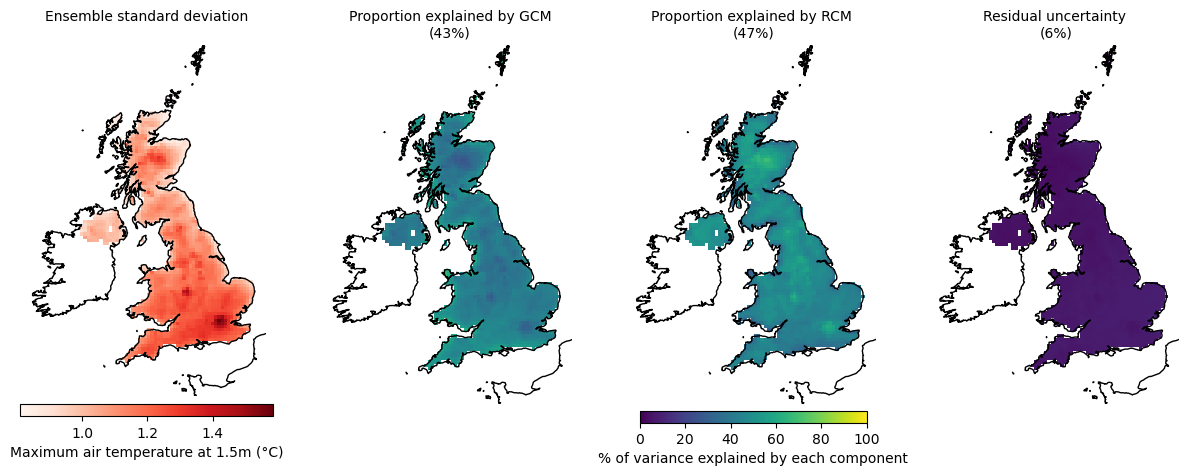 Ensemble standard deviation
Proportion explained by GCM
(43%)
Proportion explained by RCM
(47%)
Residual uncertainty
(6%)
1.0 1.2 1.4
Maximum air temperature at 1.5m (°C)
0 20 40 60 80 100
% of variance explained by each component